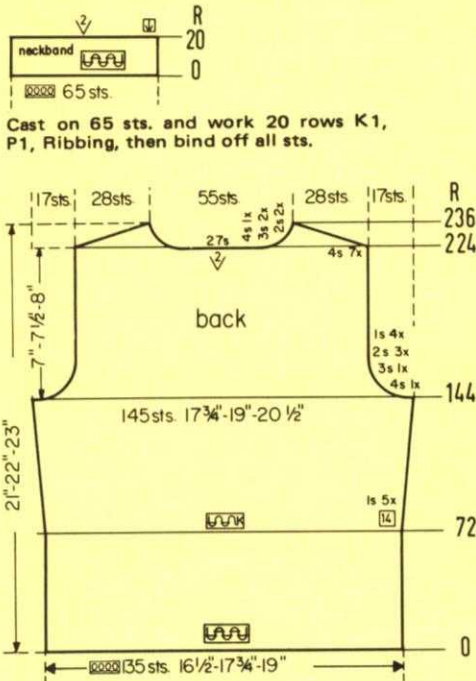 2 R
20
neckband
0
65 sts.
Cast on 65 sts. and work 20 rows K1,
P1, Ribbing, then bind off all sts.
17sts. 28sts. 55sts. 28sts. 17sts. R
236
4s 1x
3s 2x
2s 2x
27s
2
4s 7x
224
back
7"-7½-8"
1s 4x
2s 3x
3s 1x
4s 1x
144
145sts. 17¾"-19"-20½"
21"-22"-23"
1s 5x
14
K
72
0
135sts. 16½"-17¾"-19"